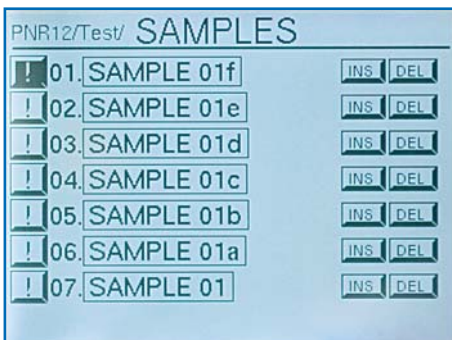 PNR12/Test/ SAMPLES
! 01. SAMPLE 01f INS DEL
! 02. SAMPLE 01e INS DEL
! 03. SAMPLE 01d INS DEL
! 04. SAMPLE 01c INS DEL
! 05. SAMPLE 01b INS DEL
! 06. SAMPLE 01a INS DEL
! 07. SAMPLE 01 INS DEL